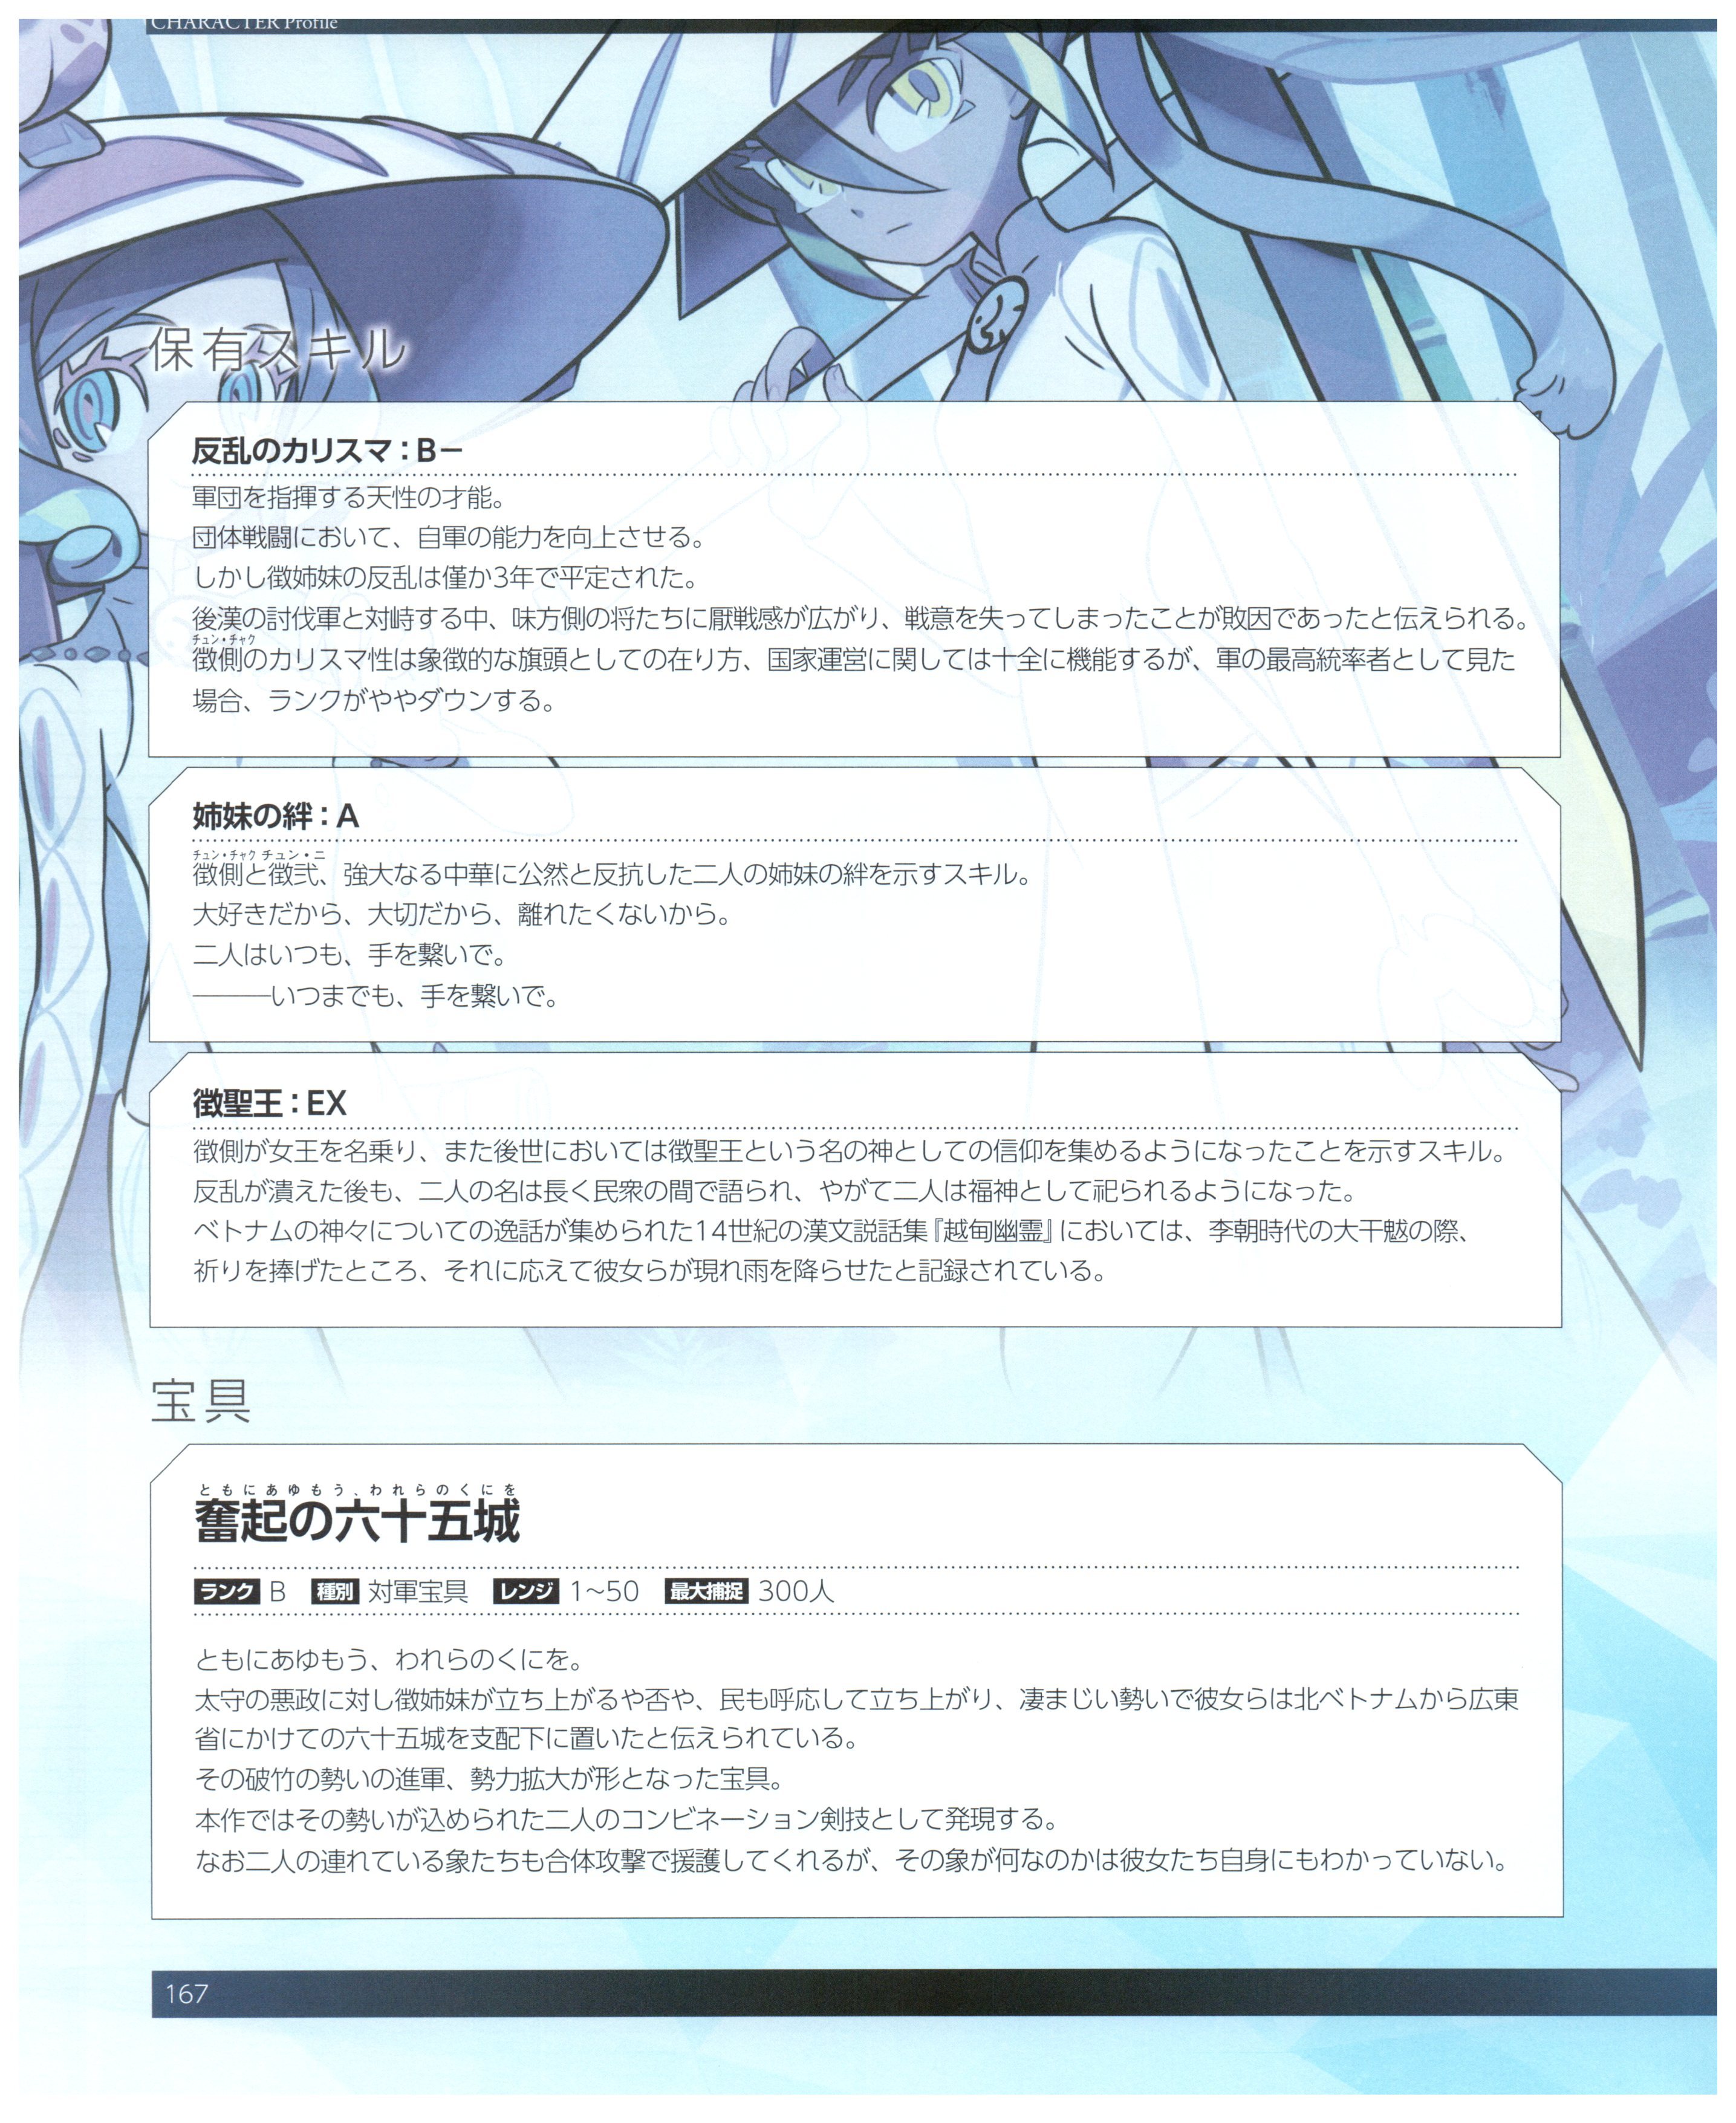 CHARACTER Profile
保有スキル
反乱のカリスマ：B－
軍団を指揮する天性の才能。
団体戦闘において、自軍の能力を向上させる。
しかし徴姉妹の反乱は僅か3年で平定された。
後漢の討伐軍と対峙する中、味方側の将たちに厭戦感が広がり、戦意を失ってしまったことが敗因であったと伝えられる。
チュン・チャク
徴側のカリスマ性は象徴的な旗頭としての在り方、国家運営に関しては十全に機能するが、軍の最高統率者として見た
場合、ランクがややダウンする。
姉妹の絆：A
チュン・チャク チュン・ニ
徴側と徴弐、強大なる中華に公然と反抗した二人の姉妹の絆を示すスキル。
大好きだから、大切だから、離れたくないから。
二人はいつも、手を繋いで。
―――いつまでも、手を繋いで。
徴聖王：EX
徴側が女王を名乗り、また後世においては徴聖王という名の神としての信仰を集めるようになったことを示すスキル。
反乱が潰えた後も、二人の名は長く民衆の間で語られ、やがて二人は福神として祀られるようになった。
ベトナムの神々についての逸話が集められた14世紀の漢文説話集『越甸幽霊』においては、李朝時代の大干魃の際、
祈りを捧げたところ、それに応えて彼女らが現れ雨を降らせたと記録されている。
宝具
ともにあゆもう、われらのくにを
奮起の六十五城
ランク B 種別 対軍宝具 レンジ 1～50 最大捕捉 300人
ともにあゆもう、われらのくにを。
太守の悪政に対し徴姉妹が立ち上がるや否や、民も呼応して立ち上がり、凄まじい勢いで彼女らは北ベトナムから広東
省にかけての六十五城を支配下に置いたと伝えられている。
その破竹の勢いの進軍、勢力拡大が形となった宝具。
本作ではその勢いが込められた二人のコンビネーション剣技として発現する。
なお二人の連れている象たちも合体攻撃で援護してくれるが、その象が何なのかは彼女たち自身にもわかっていない。
167